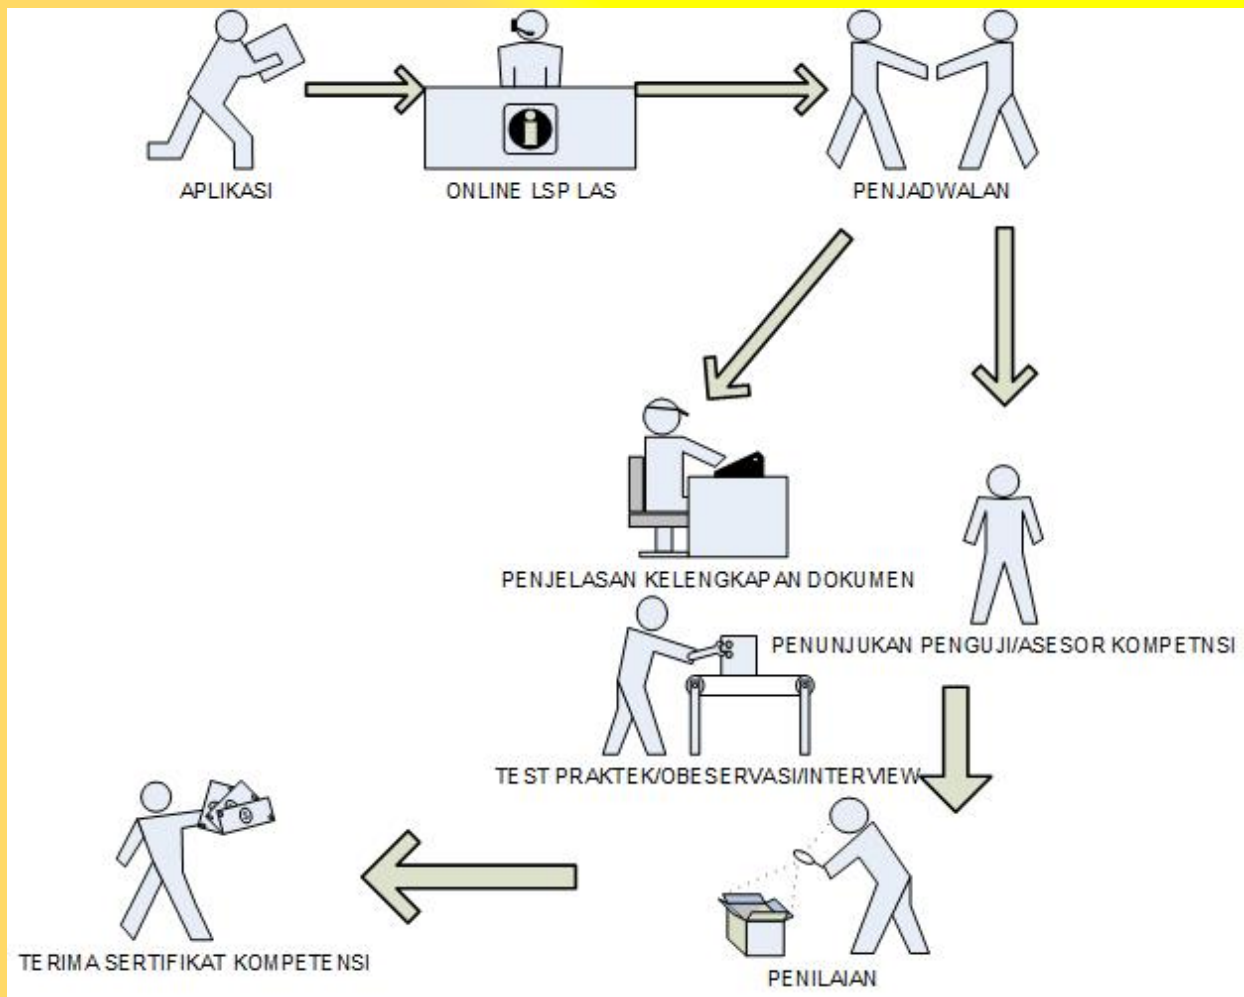 APLIKASI
ONLINE LSP LAS
PENJADWALAN
PENJELASAN KELENGKAPAN DOKUMEN
PENUNJUKAN PENGUJI/ASESOR KOMPETNSI
TEST PRAKTEK/OBESERVASI/INTERVIEW
PENILAIAN
TERIMA SERTIFIKAT KOMPETENSI